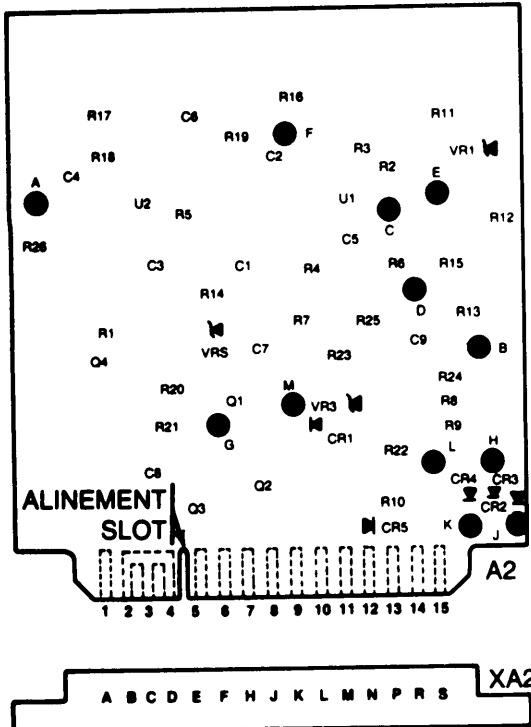 R16
R17 C6 R11
R19 F
R18 C2 R3 VR1
A C4 R2 E
U2 R5 U1 R12
C
R26 C5
C3 C1 R4 R6 R15
R14 D R13
R1 R7 R25
VRS C7 R23 C9 B
Q4
R20 M R24
Q1 VR3 R8
R21 G CR1 R9
R22 L H
C8 Q2 CR4 CR3
ALINEMENT
SLOT
Q3 R10 CR2
CR5 K J
A2
1 2 3 4 5 6 7 8 9 10 11 12 13 14 15
XA2
A B C D E F H J K L M N P R S